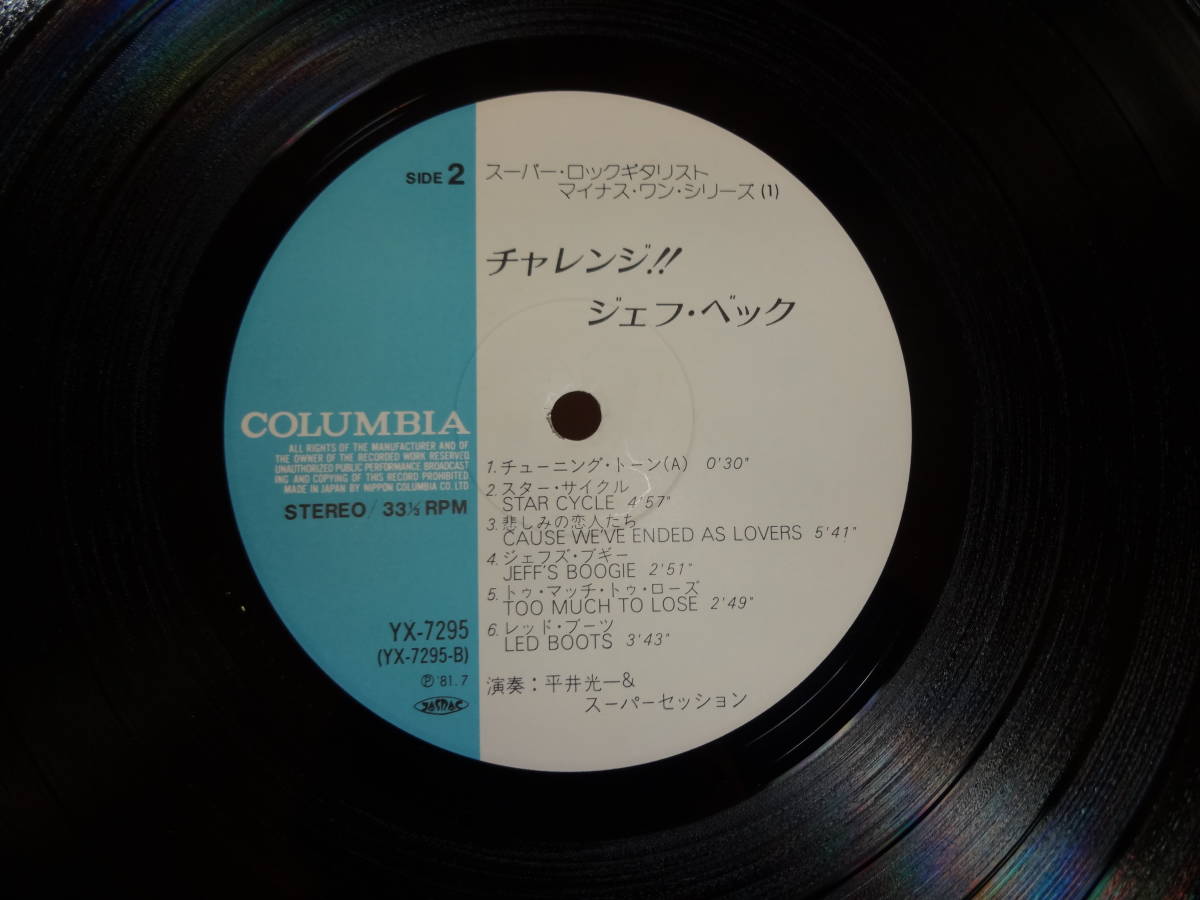 SIDE 2
スーパー・ロックギタリスト
マイナス・ワン・シリーズ(1)
チャレンジ!!
ジェフ・ベック
COLUMBIA
ALL RIGHTS OF THE MANUFACTURER AND OF
THE OWNER OF THE RECORDED WORK RESERVED
UNAUTHORIZED PUBLIC PERFORMANCE BROADCAST
ING AND COPYING OF THIS RECORD PROHIBITED
MADE IN JAPAN BY NIPPON COLUMBIA CO. LTD
STEREO / 33⅓ RPM
1. チューニング・トーン(A) 0'30"
2. スター・サイクル
STAR CYCLE 4'57"
3. 悲しみの恋人たち
CAUSE WE'VE ENDED AS LOVERS 5'41"
4. ジェフズ・ブギー
JEFF'S BOOGIE 2'51"
5. トゥ・マッチ・トゥ・ローズ
TOO MUCH TO LOSE 2'49"
6. レッド・ブーツ
LED BOOTS 3'43"
YX-7295
(YX-7295-B)
Ⓟ '81.7
演奏：平井光一&
スーパーセッション